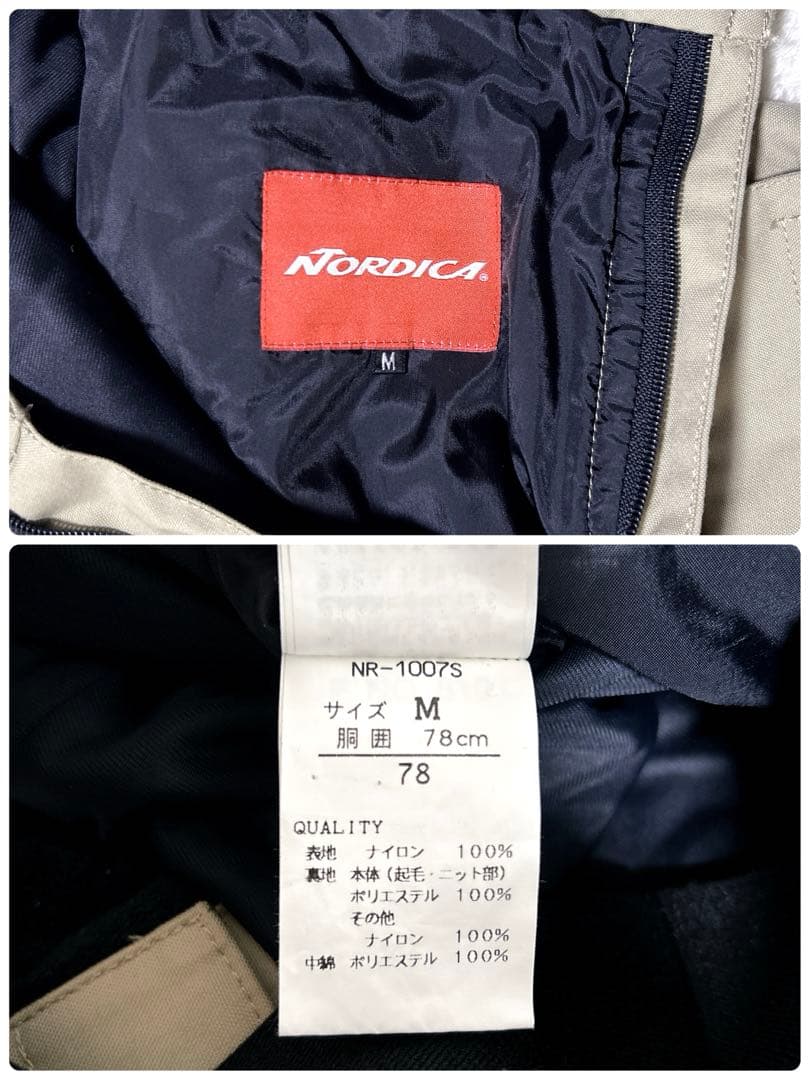 NORDICA®
M
NR-1007S
サイズ M
胴囲 78cm
78
QUALITY
表地 ナイロン 100%
裏地 本体(起毛・ニット部)
ポリエステル 100%
その他
ナイロン 100%
中綿 ポリエステル 100%